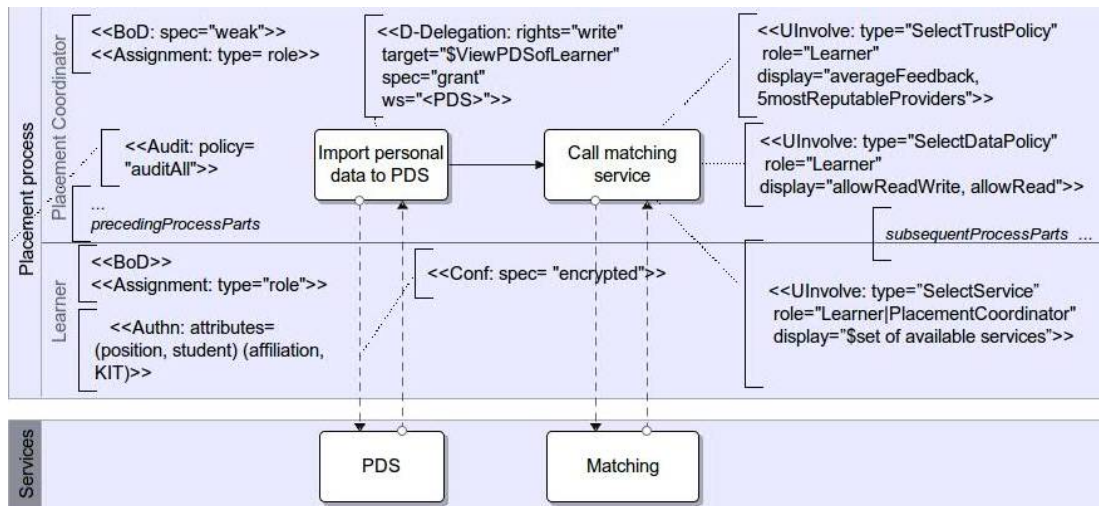 Placement process
Placement Coordinator
<<BoD: spec="weak">>
<<Assignment: type= role>>
<<D-Delegation: rights="write"
target="$ViewPDSofLearner"
spec="grant"
ws="<PDS>">>
<<UInvolve: type="SelectTrustPolicy"
role="Learner"
display="averageFeedback,
5mostReputableProviders">>
<<Audit: policy=
"auditAll">>
Import personal
data to PDS
Call matching
service
<<UInvolve: type="SelectDataPolicy"
role="Learner"
display="allowReadWrite, allowRead">>
...
precedingProcessParts
subsequentProcessParts ...
Learner
<<BoD>>
<<Assignment: type="role">>
<<Conf: spec= "encrypted">>
<<UInvolve: type=”SelectService”
role="Learner|PlacementCoordinator"
display=”$set of available services”>>
<<Authn: attributes=
(position, student) (affiliation,
KIT)>>
Services
PDS
Matching